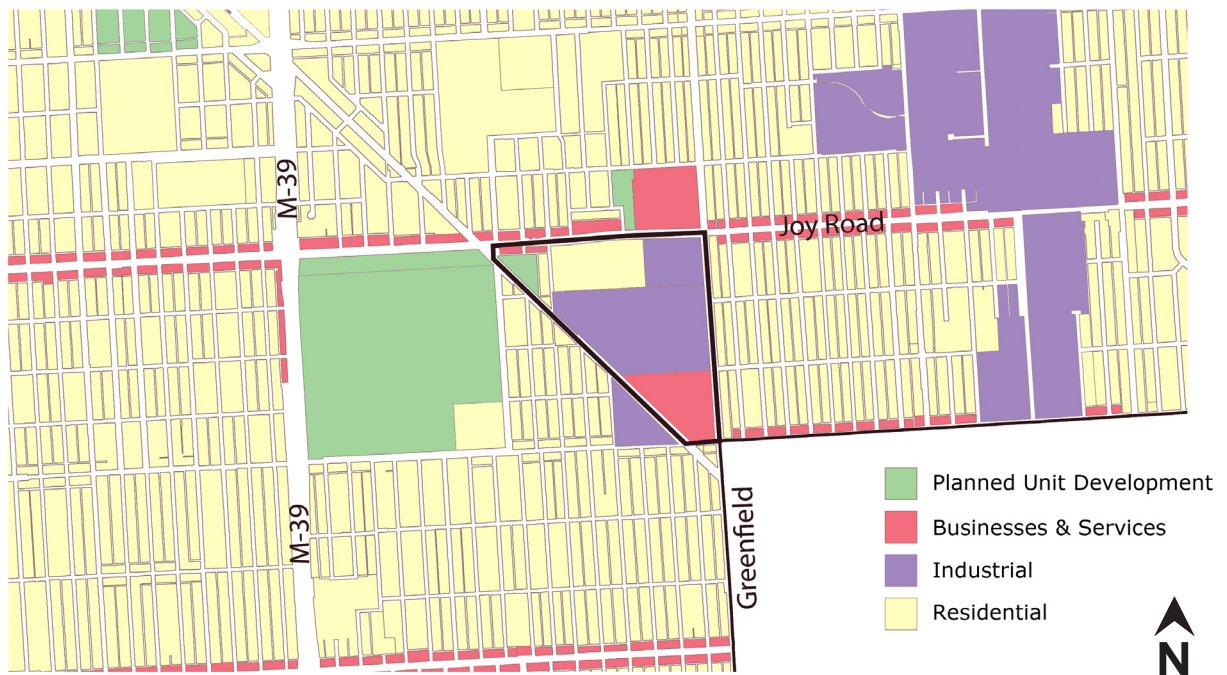 M-39
Joy Road
M-39
Greenfield
Planned Unit Development
Businesses & Services
Industrial
Residential
N